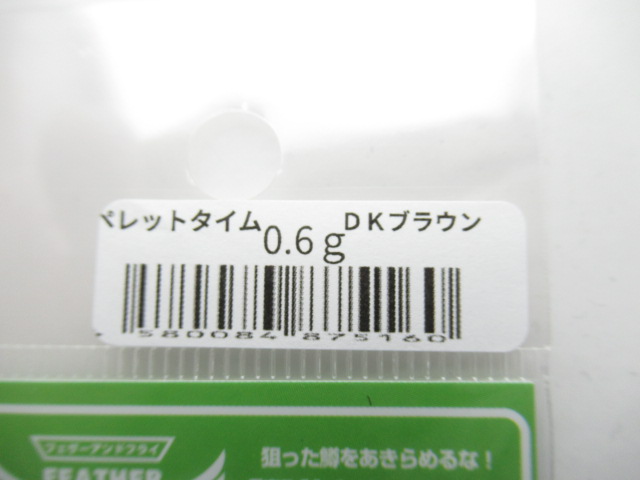 ペレットタイム 0.6g DKブラウン
580084 875160
フェザーアンドフライ
狙った鱒をあきらめるな！
FEATHER